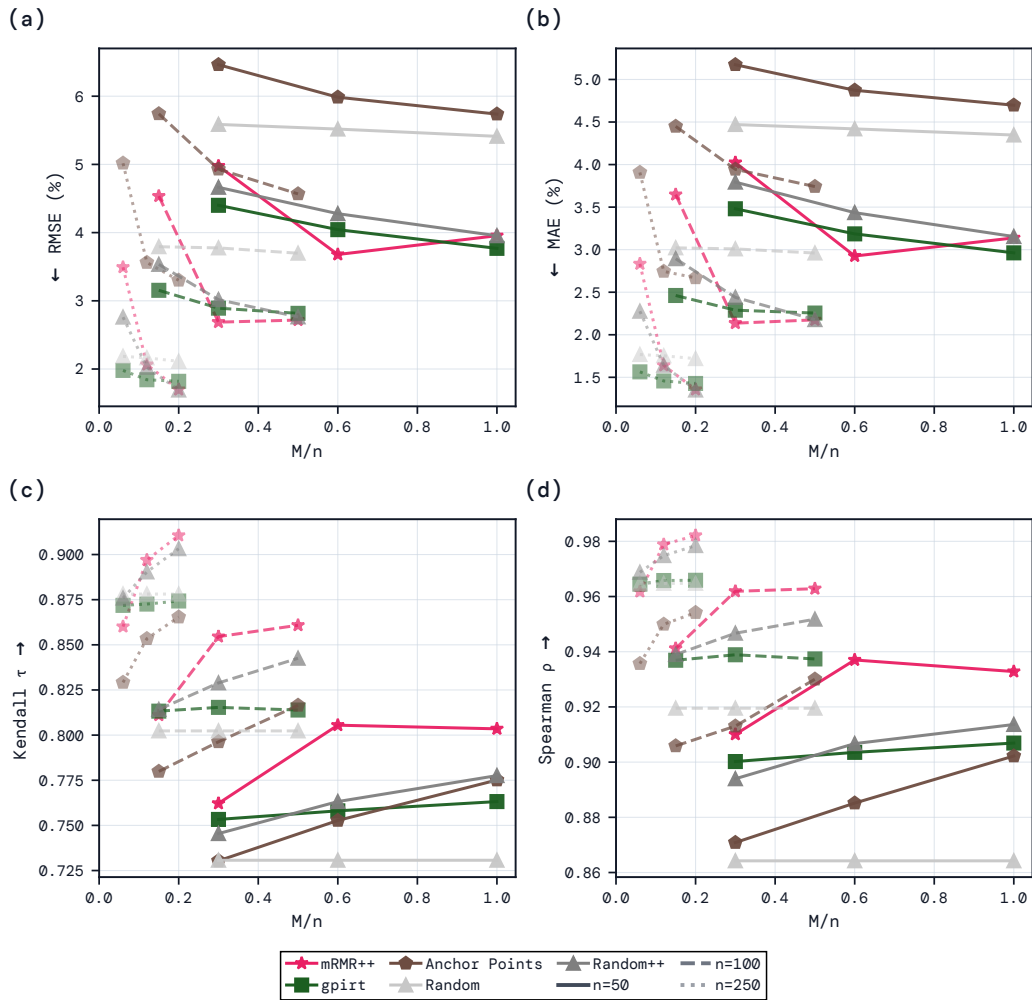 (a)
(b)
← RMSE (%)
6
5
4
3
2
0.0 0.2 0.4 0.6 0.8 1.0
M/n
← MAE (%)
5.0
4.5
4.0
3.5
3.0
2.5
2.0
1.5
0.0 0.2 0.4 0.6 0.8 1.0
M/n
(c)
(d)
Kendall τ →
0.900
0.875
0.850
0.825
0.800
0.775
0.750
0.725
0.0 0.2 0.4 0.6 0.8 1.0
M/n
Spearman ρ →
0.98
0.96
0.94
0.92
0.90
0.88
0.86
0.0 0.2 0.4 0.6 0.8 1.0
M/n
mRMR++ Anchor Points Random++ n=100
gpirt Random n=50 n=250